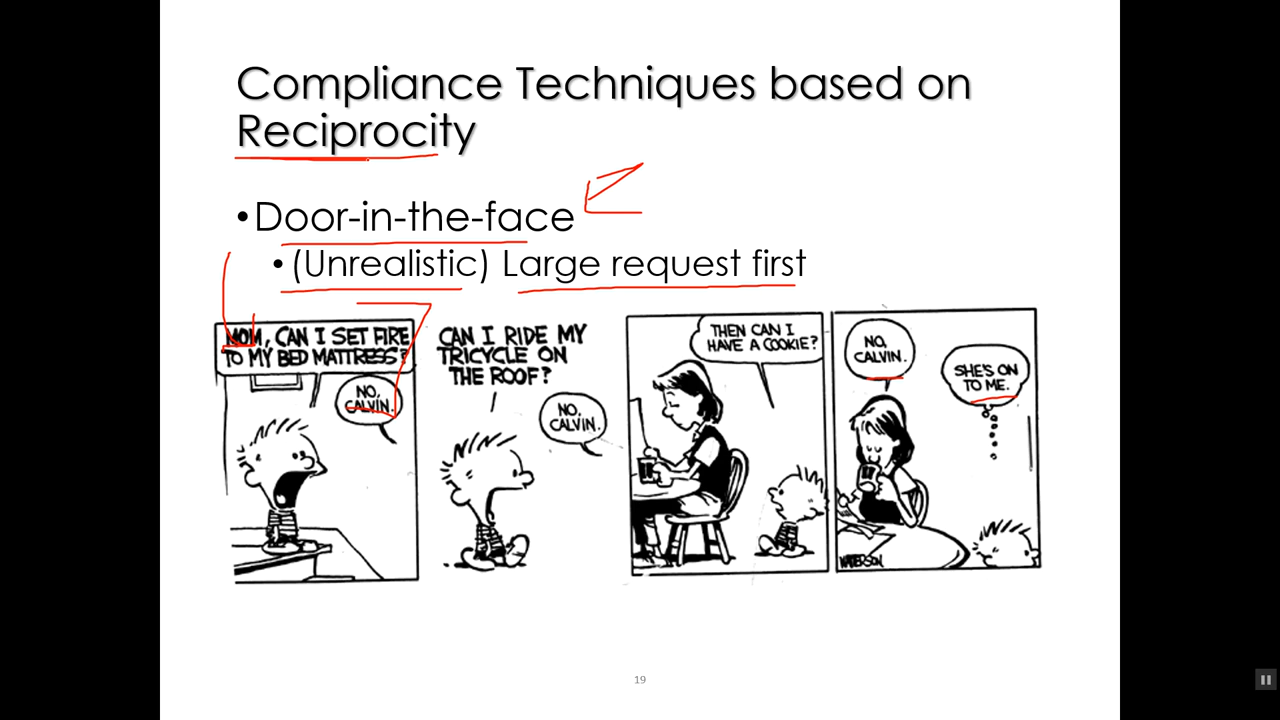 Compliance Techniques based on
Reciprocity
•Door-in-the-face
•(Unrealistic) Large request first
MOM, CAN I SET FIRE
TO MY BED MATTRESS?
NO,
CALVIN.
CAN I RIDE MY
TRICYCLE ON
THE ROOF?
NO,
CALVIN.
THEN CAN I
HAVE A COOKIE?
NO,
CALVIN.
SHE'S ON
TO ME.
WATTERSON
19